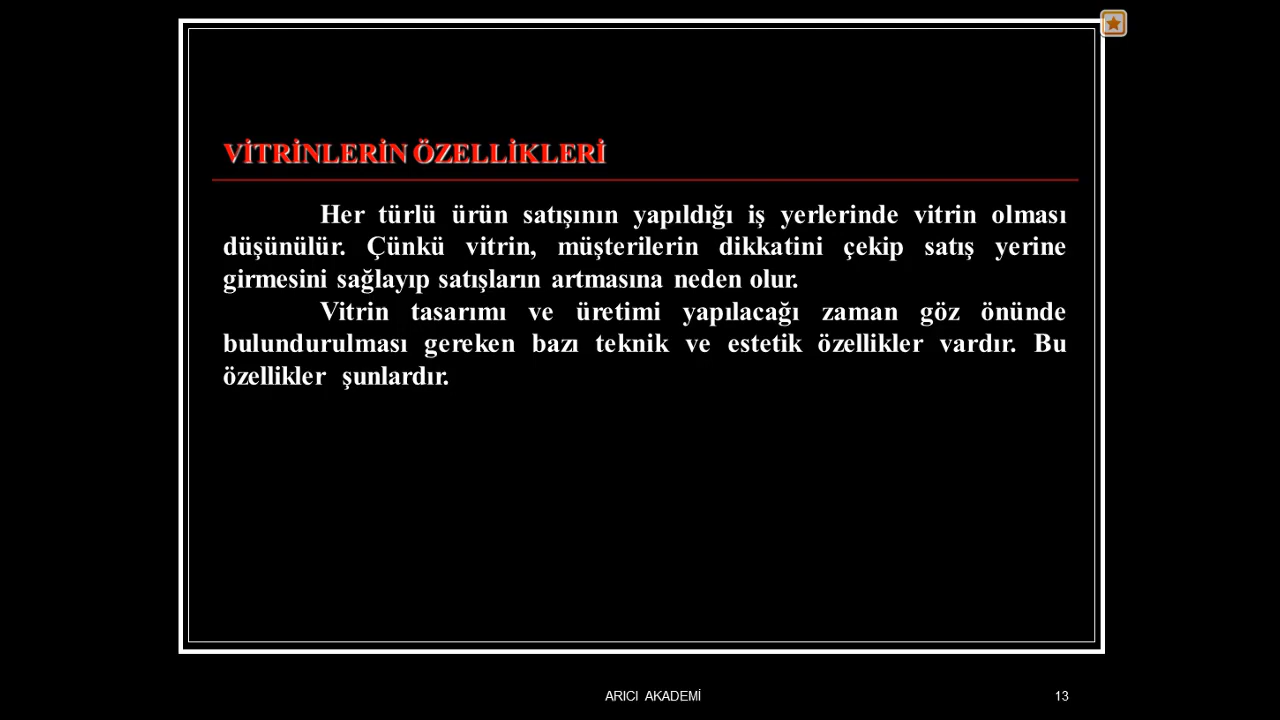 VİTRİNLERİN ÖZELLİKLERİ
Her türlü ürün satışının yapıldığı iş yerlerinde vitrin olması
düşünülür. Çünkü vitrin, müşterilerin dikkatini çekip satış yerine
girmesini sağlayıp satışların artmasına neden olur.
Vitrin tasarımı ve üretimi yapılacağı zaman göz önünde
bulundurulması gereken bazı teknik ve estetik özellikler vardır. Bu
özellikler şunlardır.
ARICI AKADEMİ
13